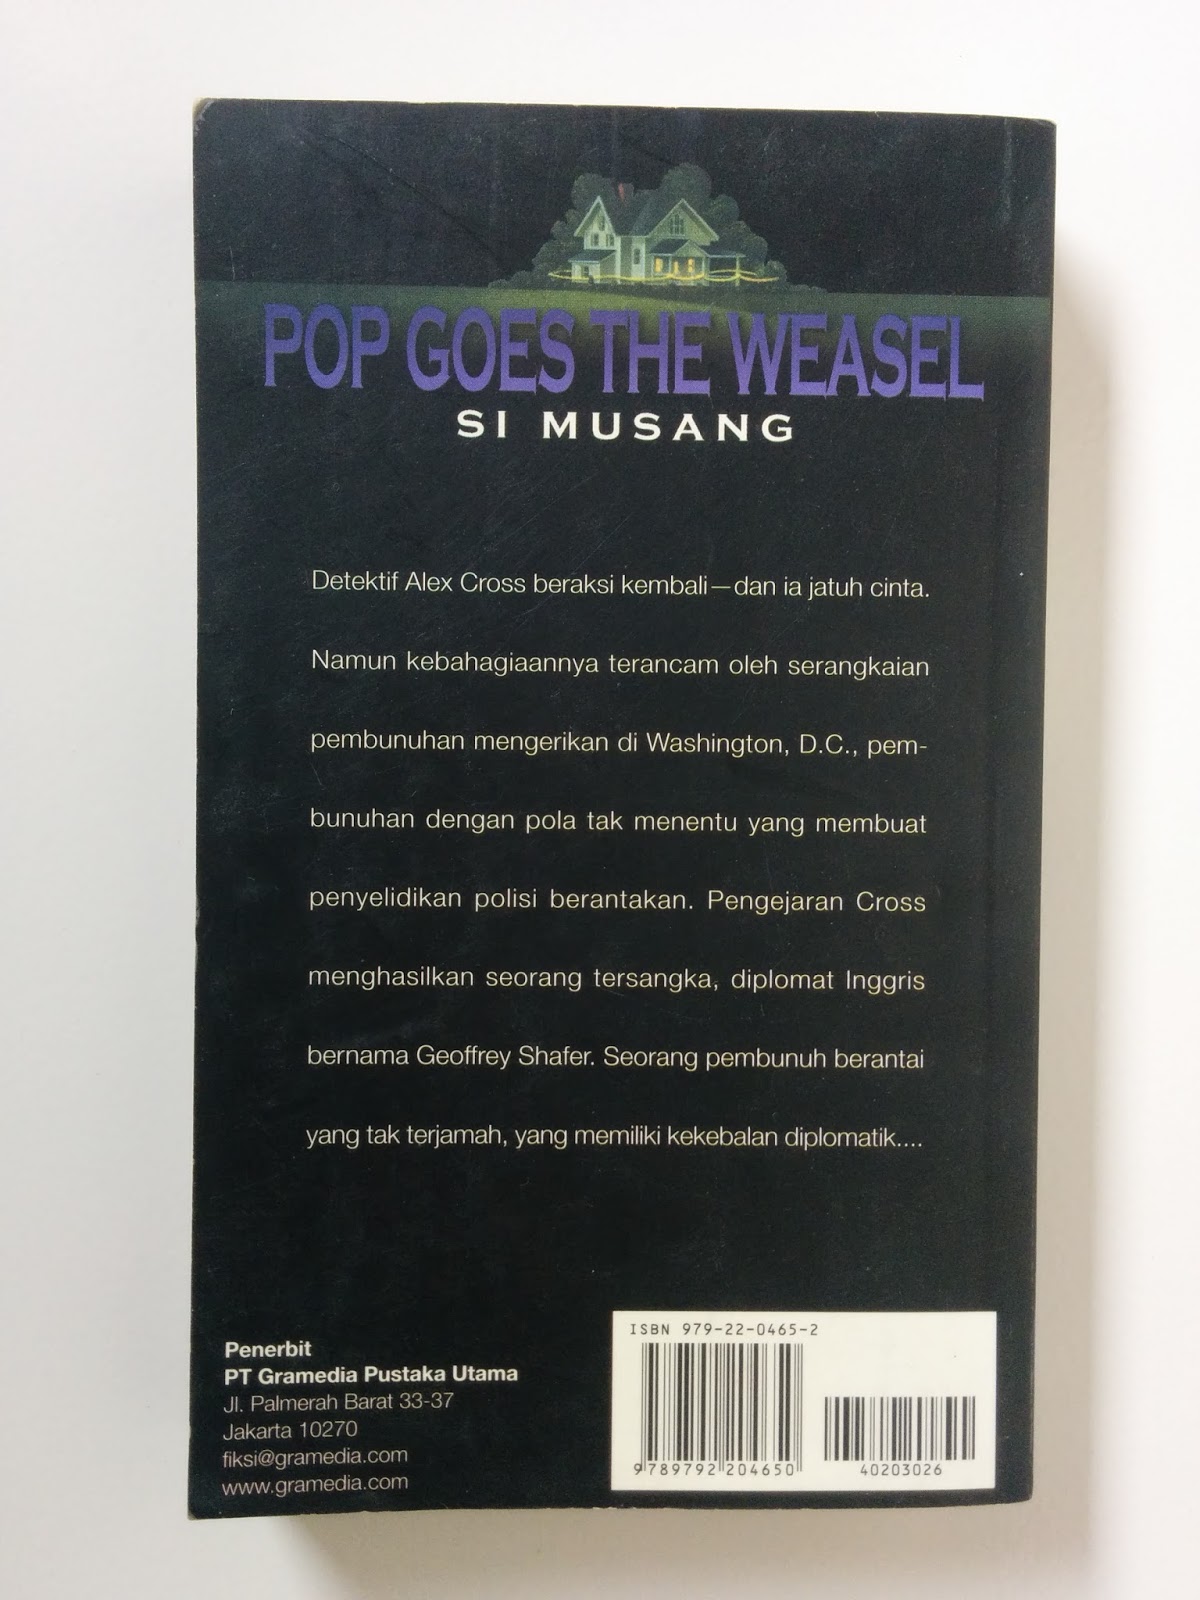 POP GOES THE WEASEL
SI MUSANG
Detektif Alex Cross beraksi kembali—dan ia jatuh cinta.
Namun kebahagiaannya terancam oleh serangkaian
pembunuhan mengerikan di Washington, D.C., pem-
bunuhan dengan pola tak menentu yang membuat
penyelidikan polisi berantakan. Pengejaran Cross
menghasilkan seorang tersangka, diplomat Inggris
bernama Geoffrey Shafer. Seorang pembunuh berantai
yang tak terjamah, yang memiliki kekebalan diplomatik....
Penerbit
PT Gramedia Pustaka Utama
Jl. Palmerah Barat 33-37
Jakarta 10270
fiksi@gramedia.com
www.gramedia.com
ISBN 979-22-0465-2
9 789792 204650
40203026